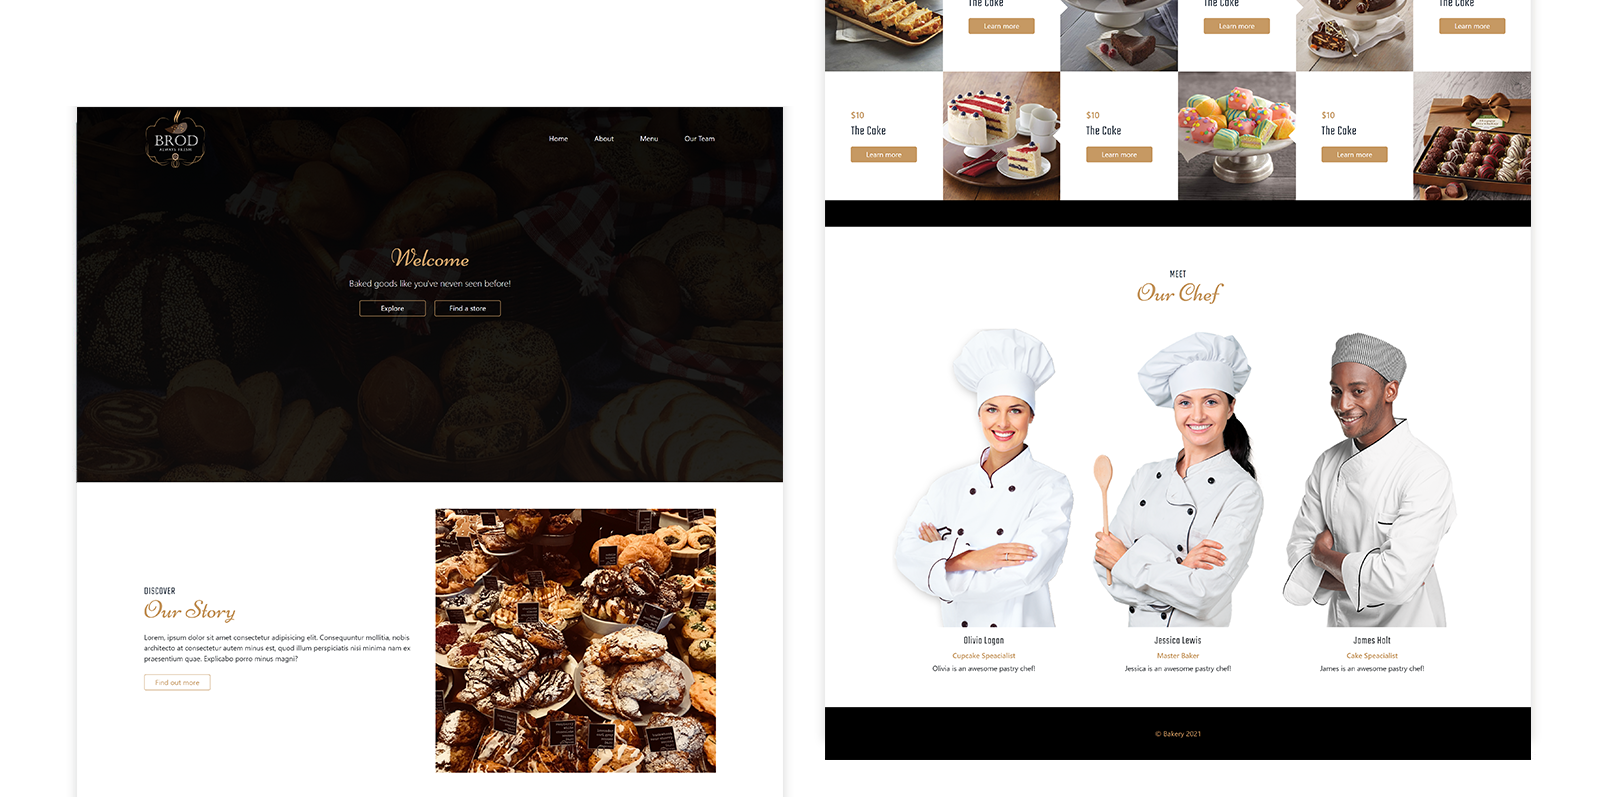 BROD
ALWAYS FRESH
Home
About
Menu
Our Team
Welcome
Baked goods like you've neven seen before!
Explore
Find a store
DISCOVER
Our Story
Lorem, ipsum dolor sit amet consectetur adipisicing elit. Consequuntur mollitia, nobis
architecto at consectetur autem minus est, quod illum perspiciatis nisi minima nam ex
praesentium quae. Explicabo porro minus magni?
Find out more
The Cake
The Cake
The Cake
Learn more
Learn more
Learn more
$10
The Cake
Learn more
$10
The Cake
Learn more
$10
The Cake
Learn more
MEET
Our Chef
Olivia Logan
Cupcake Speacialist
Olivia is an awesome pastry chef!
Jessica Lewis
Master Baker
Jessica is an awesome pastry chef!
James Holt
Cake Speacialist
James is an awesome pastry chef!
© Bakery 2021